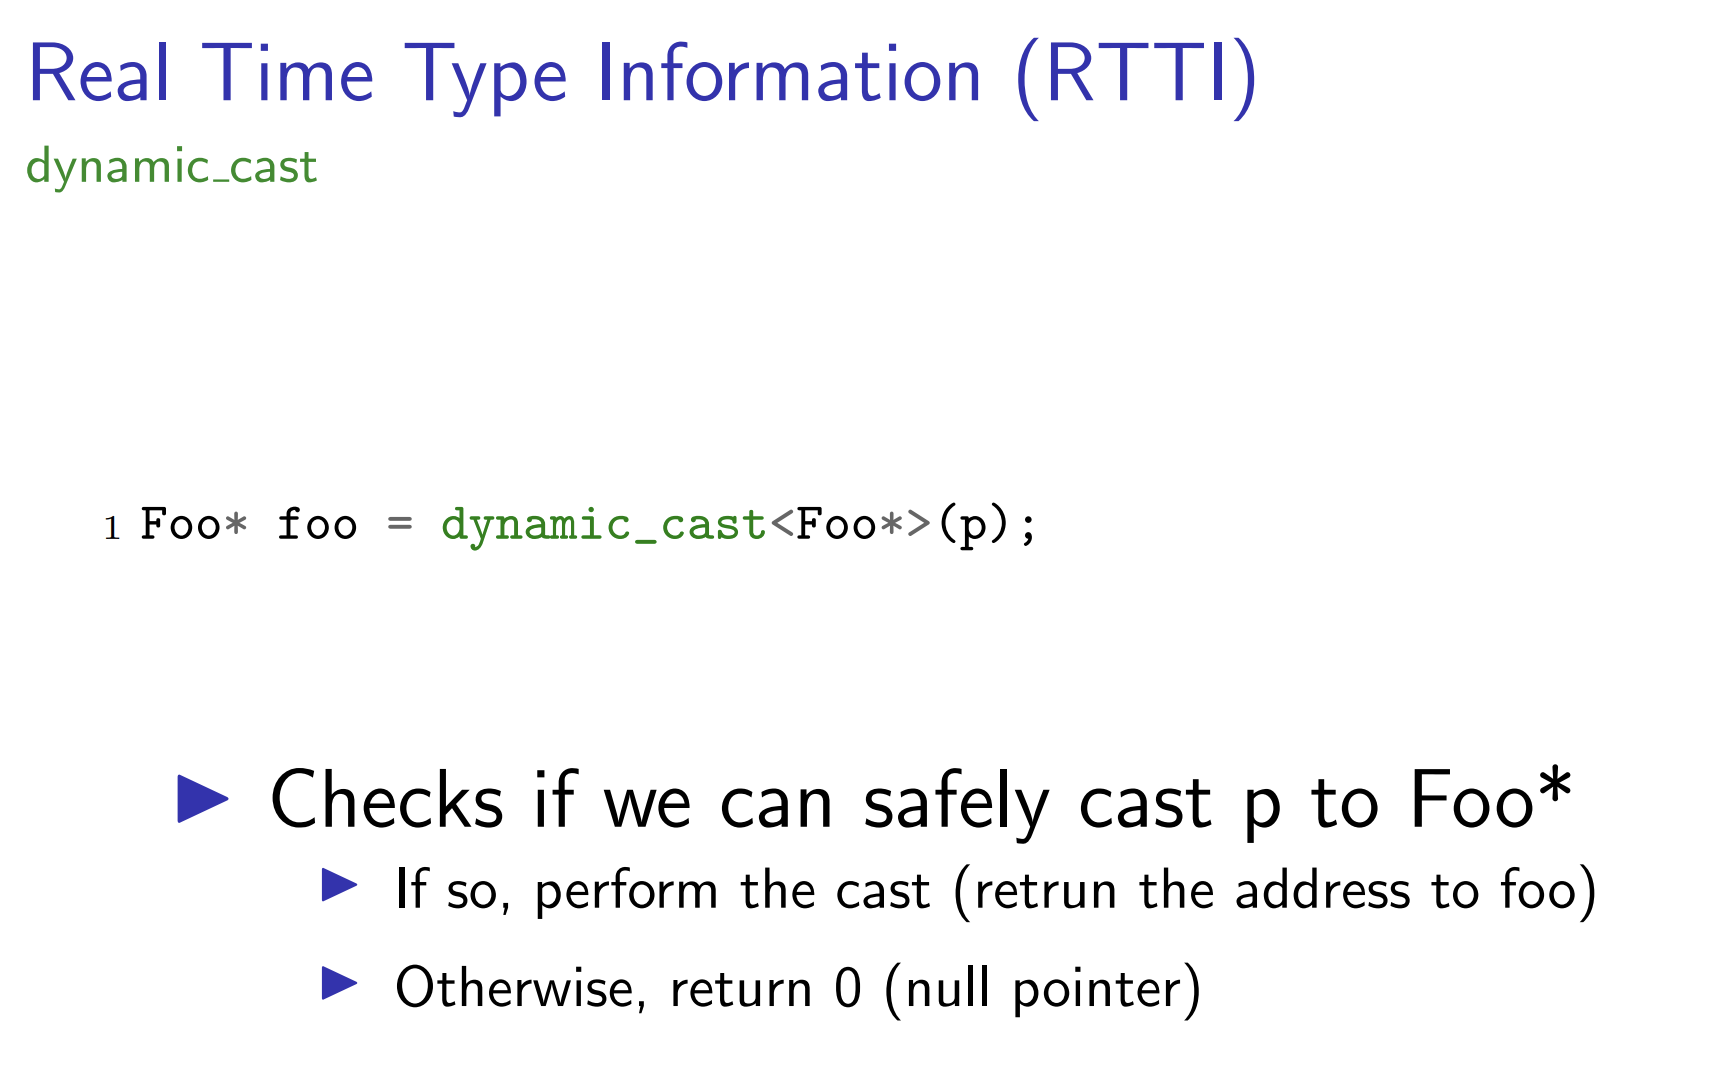 Real Time Type Information (RTTI)
dynamic_cast
1 Foo* foo = dynamic_cast<Foo*>(p);
Checks if we can safely cast p to Foo*
If so, perform the cast (retrun the address to foo)
Otherwise, return 0 (null pointer)